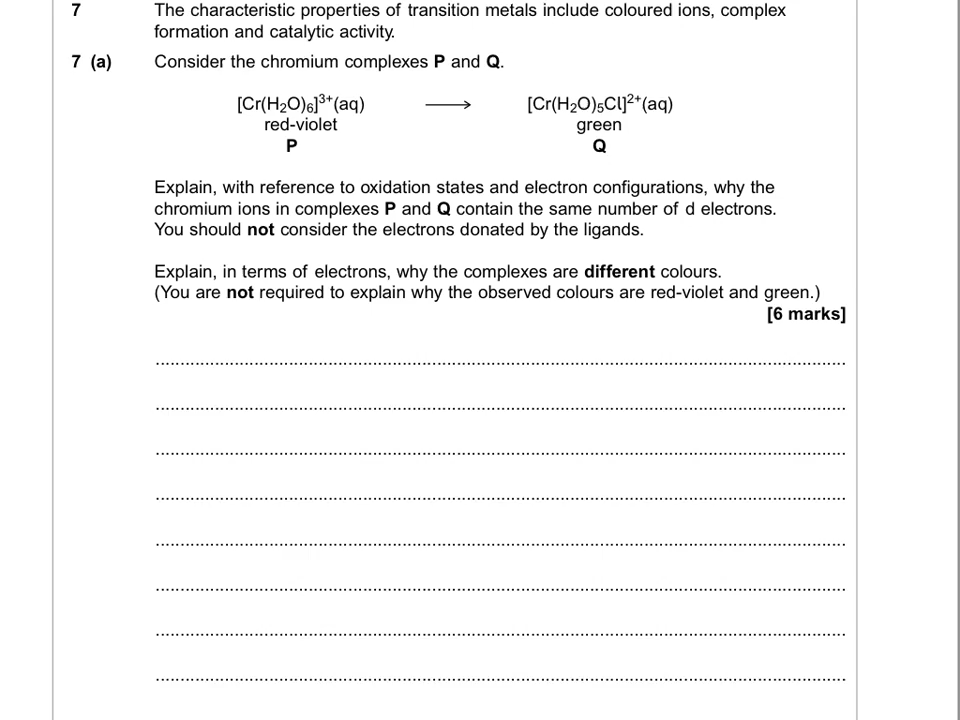 7 The characteristic properties of transition metals include coloured ions, complex
formation and catalytic activity.
7 (a) Consider the chromium complexes P and Q.
[Cr(H₂O)₆]³⁺(aq) ⟶ [Cr(H₂O)₅Cl]²⁺(aq)
red-violet green
P Q
Explain, with reference to oxidation states and electron configurations, why the
chromium ions in complexes P and Q contain the same number of d electrons.
You should not consider the electrons donated by the ligands.
Explain, in terms of electrons, why the complexes are different colours.
(You are not required to explain why the observed colours are red-violet and green.)
[6 marks]